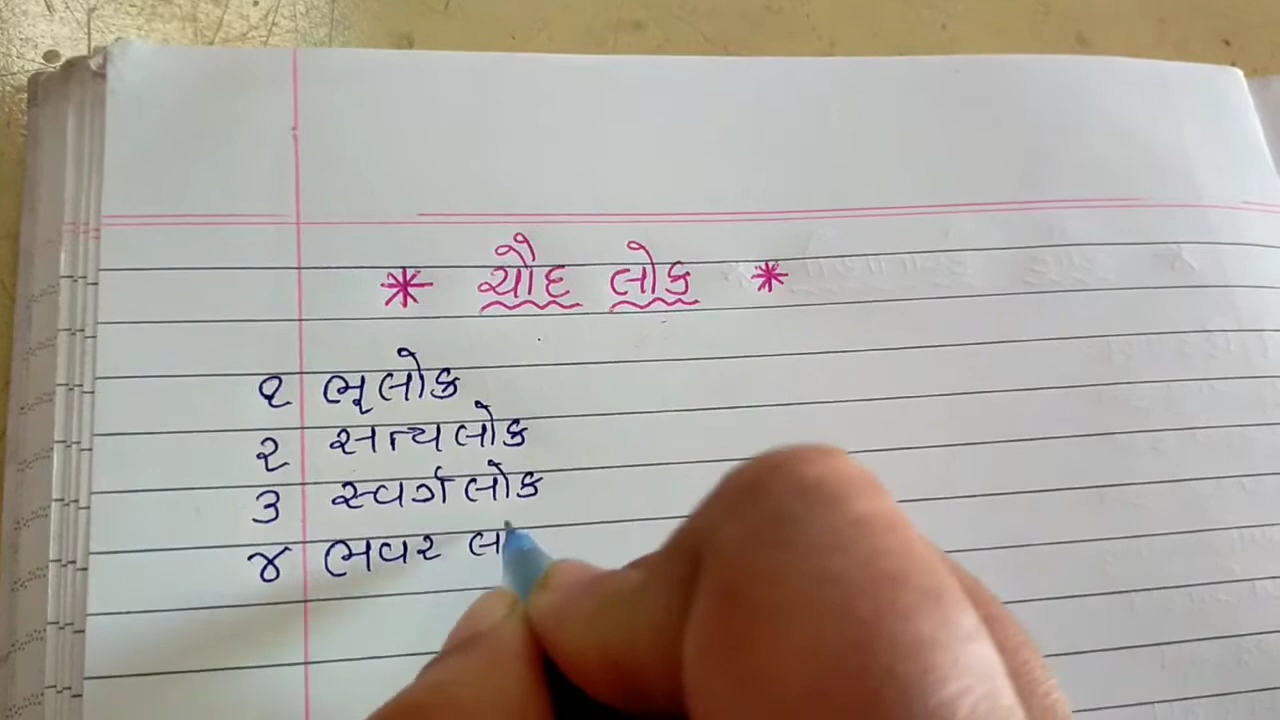 * ચૌદ લોક *
૧ ભૂલોક
૨ સત્યલોક
૩ સ્વર્ગલોક
૪ ભવર લા